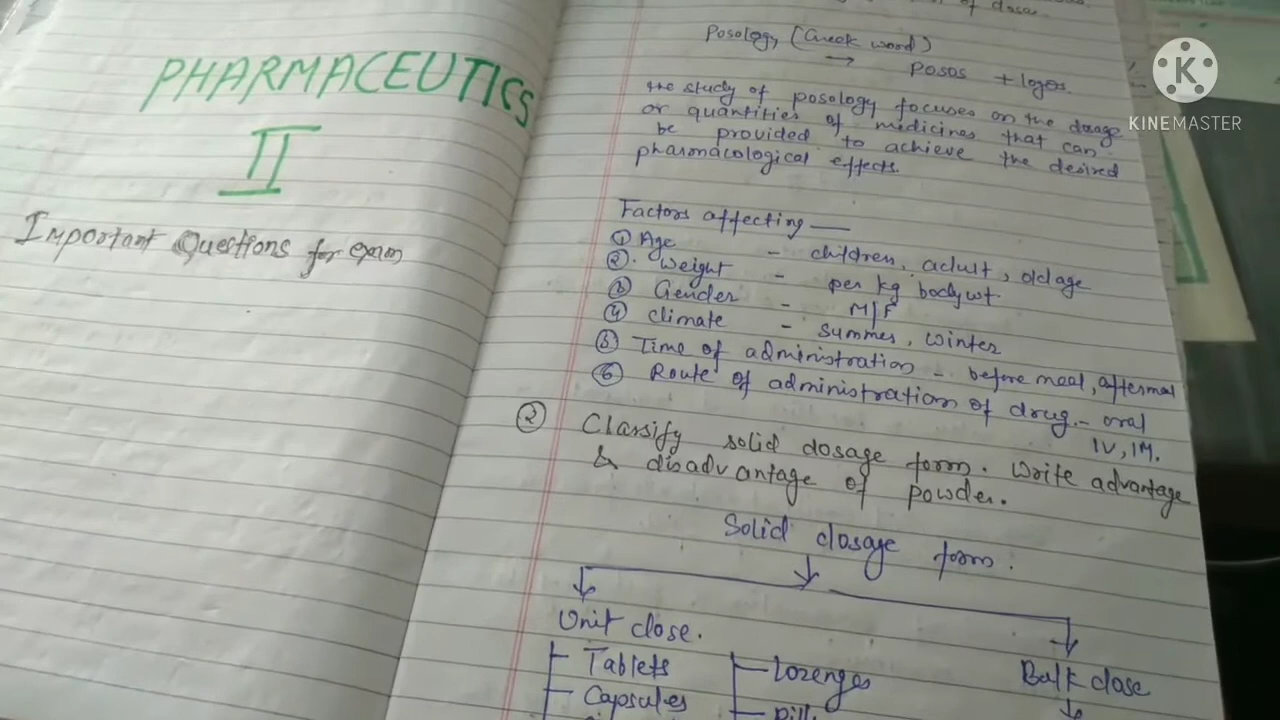 PHARMACEUTICS
II
Important Questions for exam
of dose
Posology (Greek word)
→ Posos + logos
the study of posology focuses on the dosage
or quantities of medicines that can
be provided to achieve the desired
pharmacological effects.
Factors affecting —
① Age - children, adult, old age
②. Weight - per kg body wt.
③ Gender - M/F
④ climate - summer, winter
⑤ Time of administration - before meal, aftermeal
⑥ Route of administration of drug - oral
IV, IM.
② Classify solid dosage form. Write advantage
& disadvantage of powder.
Solid dosage form.
Unit dose.
Tablets
Capsules
Lozenges
Bulk dose
KINEMASTER